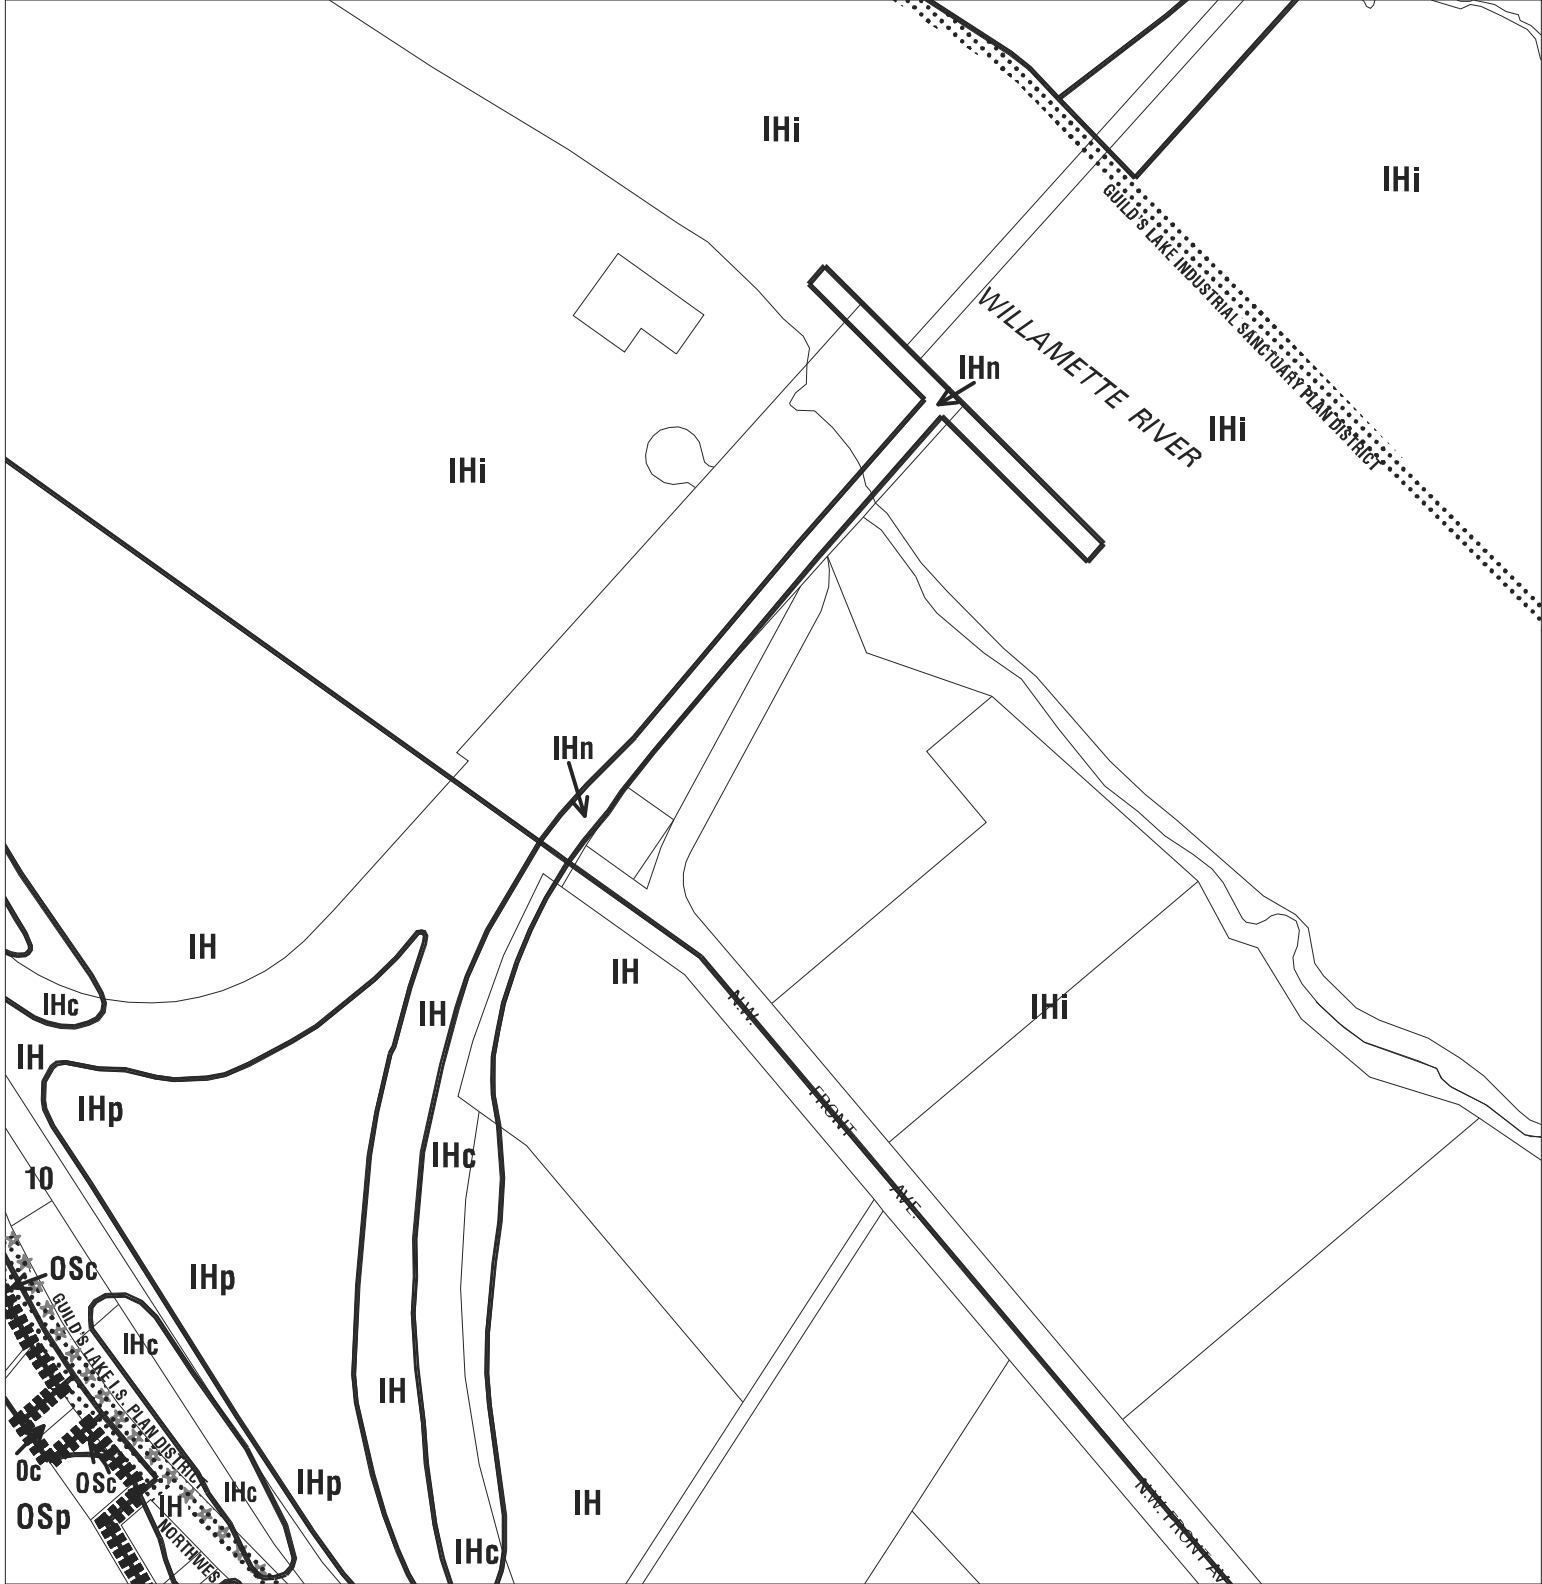 IHi
IHi
GUILD'S LAKE INDUSTRIAL SANCTUARY PLAN DISTRICT
WILLAMETTE RIVER
IHn
IHi
IHi
IHn
IH
IH
IHc
IH
IHi
N.W. FRONT AVE.
IH
IHp
IHc
10
OSc
IHp
GUILD'S LAKE I.S. PLAN DISTRICT
IHc
IH
Oc
OSc
IHc
IHp
IH
OSp
IH
NORTHWES
IHc
N.W. FRONT AV